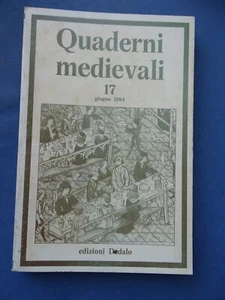 Quaderni
medievali
17
giugno 1984
edizioni Dedalo